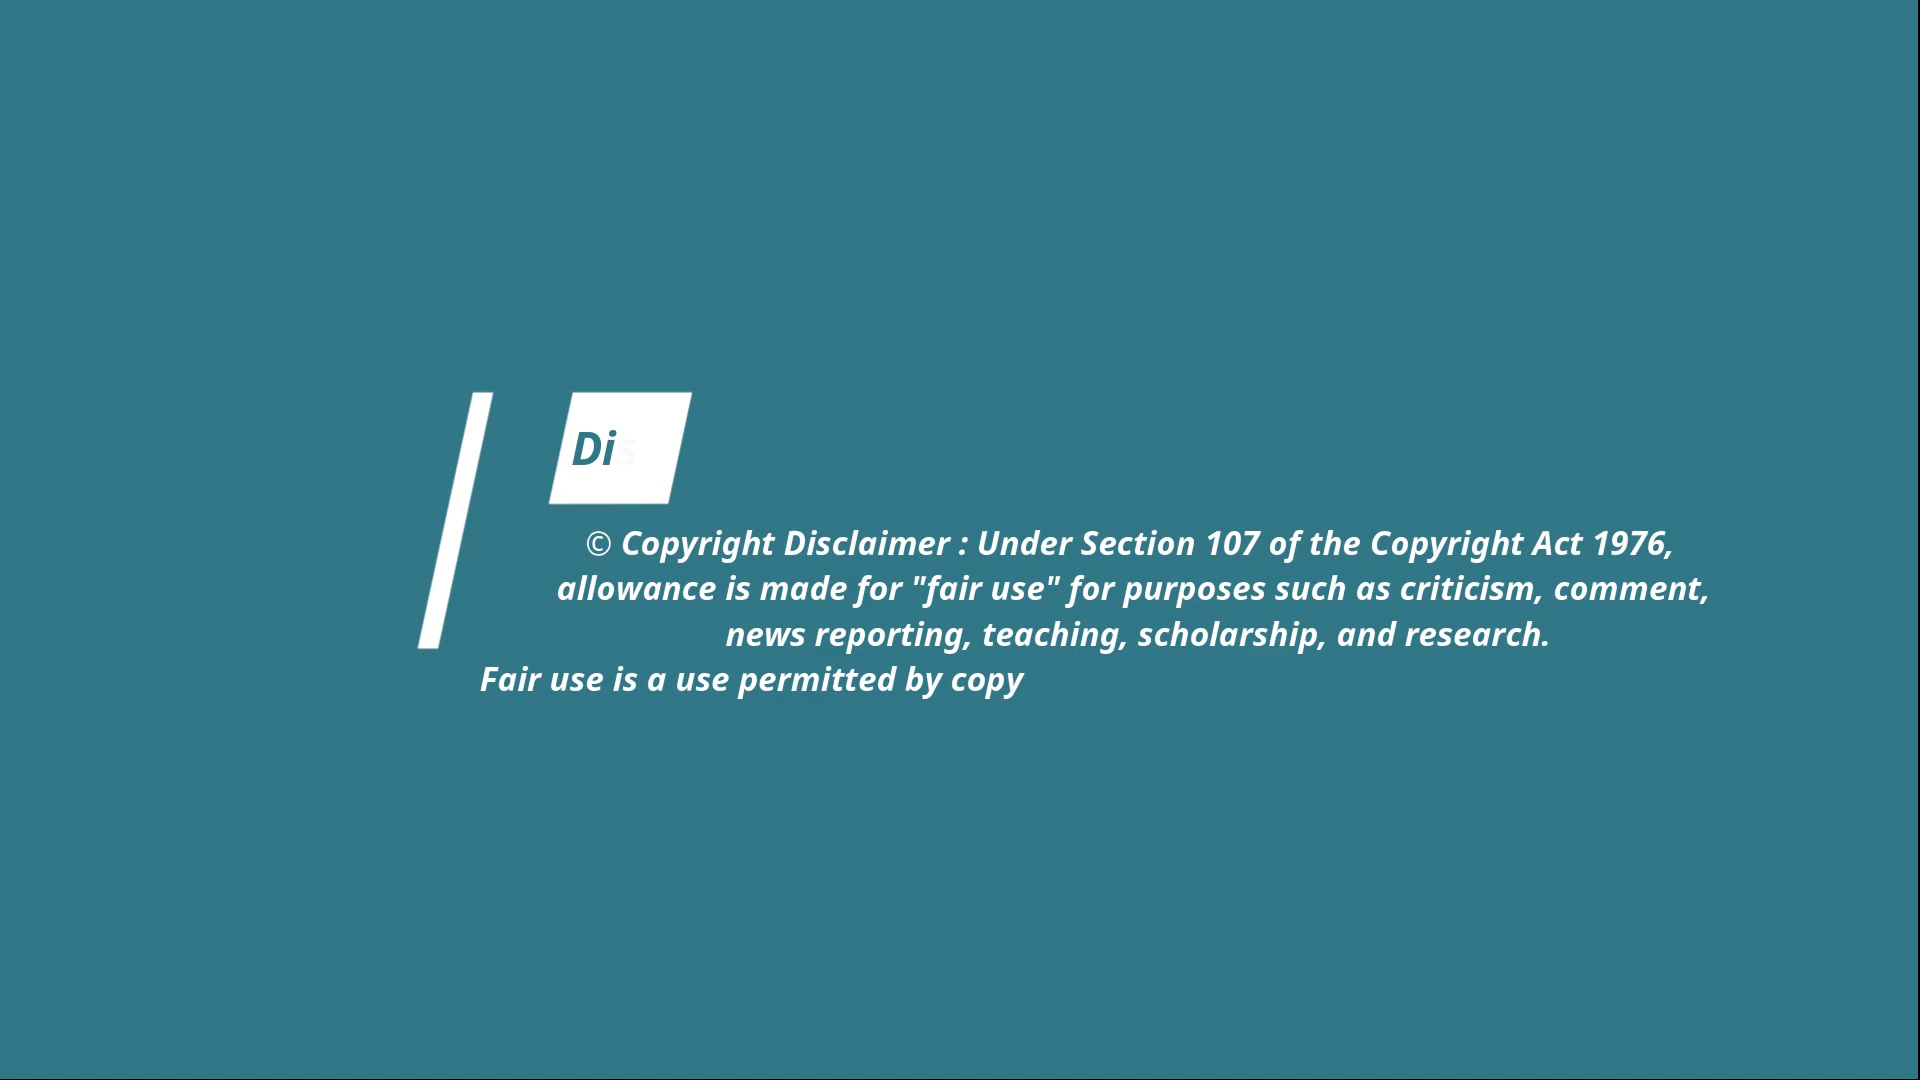 Dis
© Copyright Disclaimer : Under Section 107 of the Copyright Act 1976,
allowance is made for "fair use" for purposes such as criticism, comment,
news reporting, teaching, scholarship, and research.
Fair use is a use permitted by copy